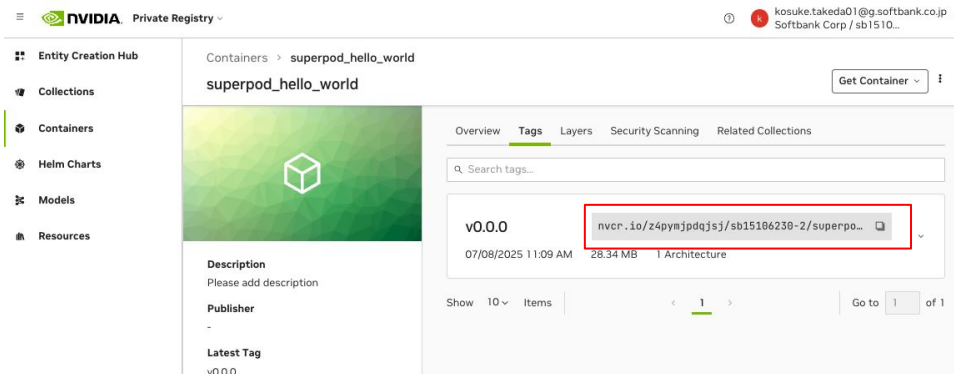 NVIDIA. Private Registry
kosuke.takeda01@g.softbank.co.jp
k
Softbank Corp / sb1510...
Entity Creation Hub
Collections
Containers
Helm Charts
Models
Resources
Containers > superpod_hello_world
superpod_hello_world
Get Container
Description
Please add description
Publisher
-
Latest Tag
v0.0.0
Overview Tags Layers Security Scanning Related Collections
Search tags...
v0.0.0
nvcr.io/z4pymjpdqjsj/sb15106230-2/superpo…
07/08/2025 11:09 AM 28.34 MB 1 Architecture
Show 10 Items < 1 > Go to 1 of 1